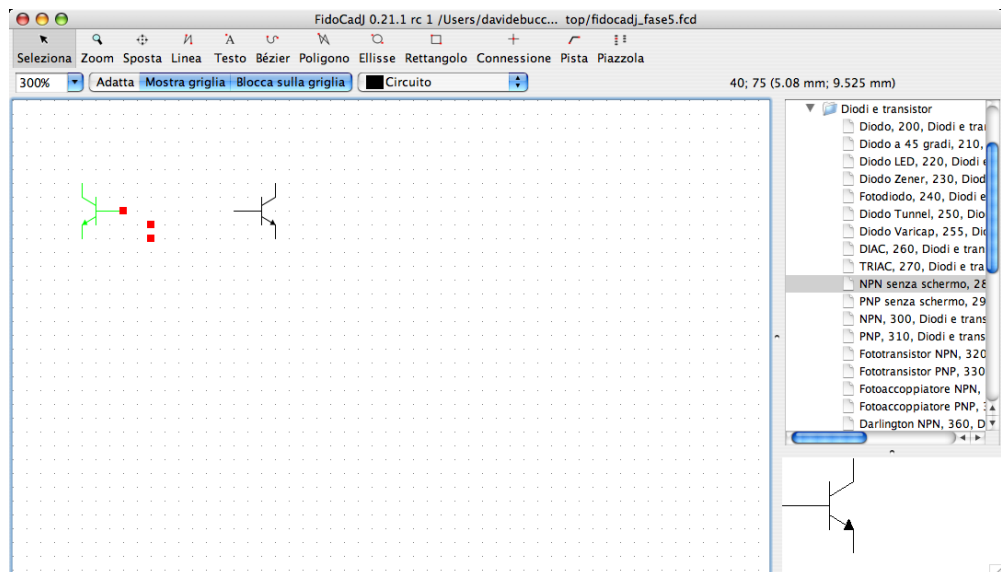 FidoCadJ 0.21.1 rc 1 /Users/davidebucc... top/fidocadj_fase5.fcd
Seleziona Zoom Sposta Linea Testo Bézier Poligono Ellisse Rettangolo Connessione Pista Piazzola
300% Adatta Mostra griglia Blocca sulla griglia Circuito 40; 75 (5.08 mm; 9.525 mm)
Diodi e transistor
Diodo, 200, Diodi e tra
Diodo a 45 gradi, 210,
Diodo LED, 220, Diodi e
Diodo Zener, 230, Diod
Fotodiodo, 240, Diodi e
Diodo Tunnel, 250, Dio
Diodo Varicap, 255, Dio
DIAC, 260, Diodi e tran
TRIAC, 270, Diodi e tra
NPN senza schermo, 28
PNP senza schermo, 29
NPN, 300, Diodi e trans
PNP, 310, Diodi e trans
Fototransistor NPN, 320
Fototransistor PNP, 330
Fotoaccoppiatore NPN,
Fotoaccoppiatore PNP, 3
Darlington NPN, 360, D